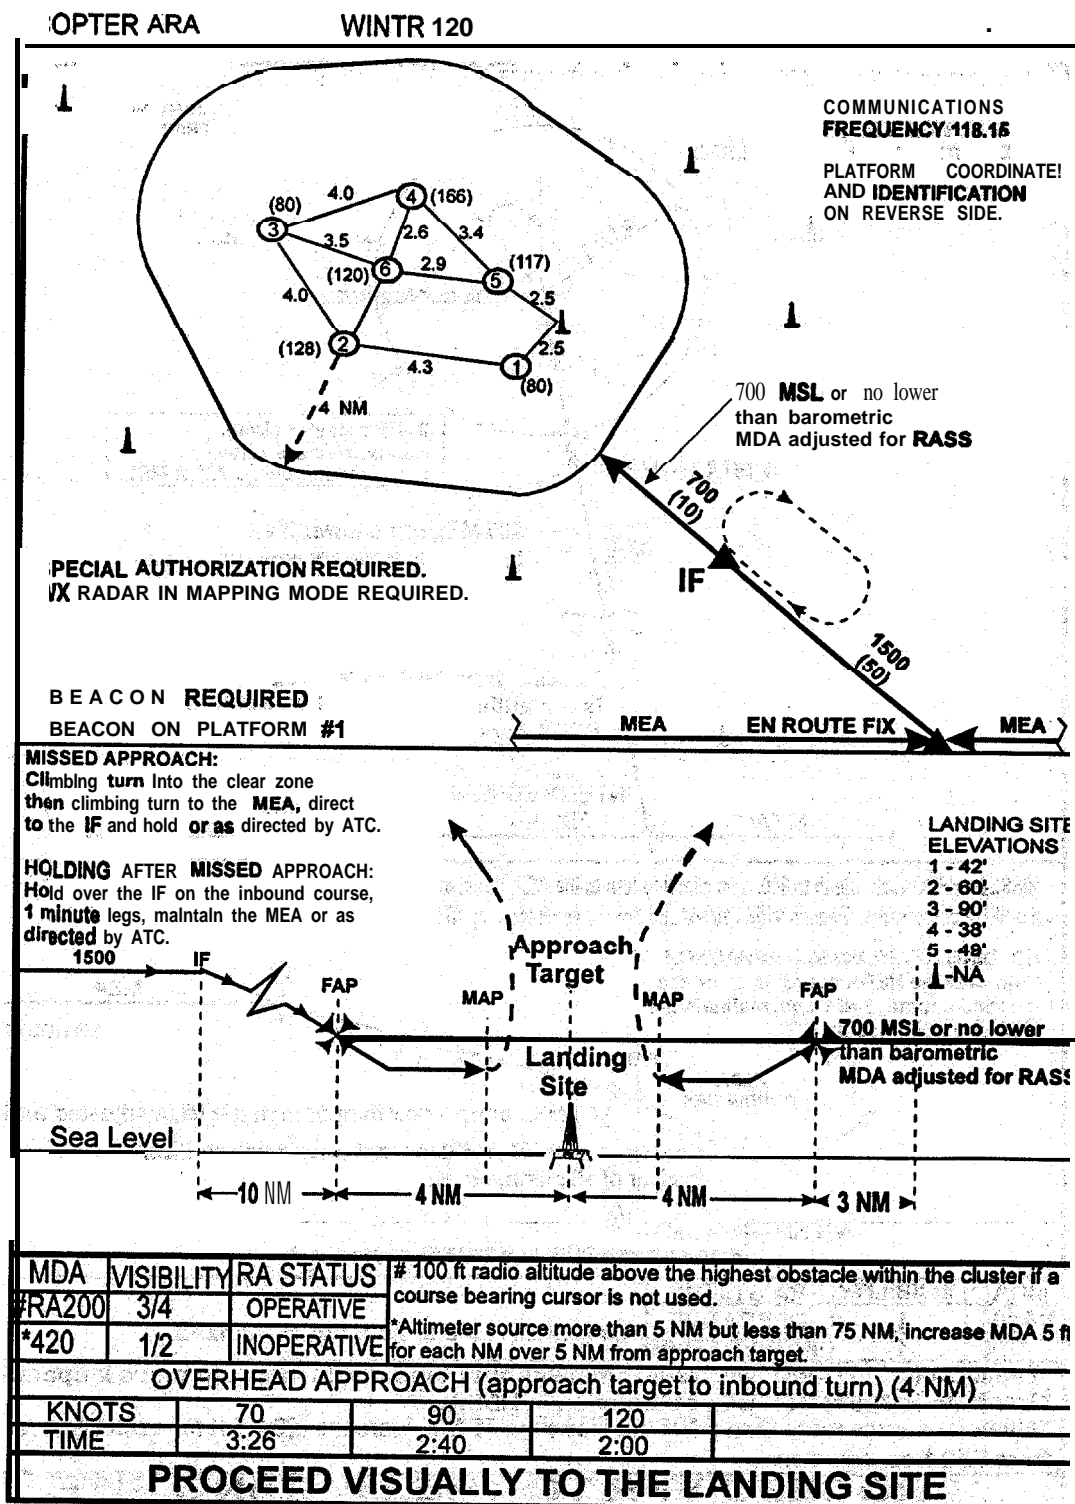 OPTER ARA WINTR 120
COMMUNICATIONS
FREQUENCY 118.15
PLATFORM COORDINATE!
AND IDENTIFICATION
ON REVERSE SIDE.
4.0
4
(166)
(80)
3
3.5
2.6
3.4
(120)
6
2.9
5
(117)
4.0
2.5
(128)
2
4.3
1
2.5
(80)
4 NM
700 MSL or no lower
than barometric
MDA adjusted for RASS
700
(10)
IF
PECIAL AUTHORIZATION REQUIRED.
X RADAR IN MAPPING MODE REQUIRED.
1500
(50)
BEACON REQUIRED
BEACON ON PLATFORM #1
MEA EN ROUTE FIX MEA
MISSED APPROACH:
Climbing turn Into the clear zone
then climbing turn to the MEA, direct
to the IF and hold or as directed by ATC.
HOLDING AFTER MISSED APPROACH:
Hold over the IF on the inbound course,
1 minute legs, malntaln the MEA or as
directed by ATC.
LANDING SITE
ELEVATIONS
1 - 42'
2 - 60'
3 - 90'
4 - 38'
5 - 49'
-NA
1500 IF
FAP
MAP
Approach
Target
MAP
FAP
700 MSL or no lower
than barometric
MDA adjusted for RASS
Landing
Site
Sea Level
10 NM 4 NM 4 NM 3 NM
MDA VISIBILITY RA STATUS
#RA200 3/4 OPERATIVE
*420 1/2 INOPERATIVE
# 100 ft radio altitude above the highest obstacle within the cluster if a
course bearing cursor is not used.
*Altimeter source more than 5 NM but less than 75 NM, increase MDA 5 f
for each NM over 5 NM from approach target.
OVERHEAD APPROACH (approach target to inbound turn) (4 NM)
KNOTS 70 90 120
TIME 3:26 2:40 2:00
PROCEED VISUALLY TO THE LANDING SITE